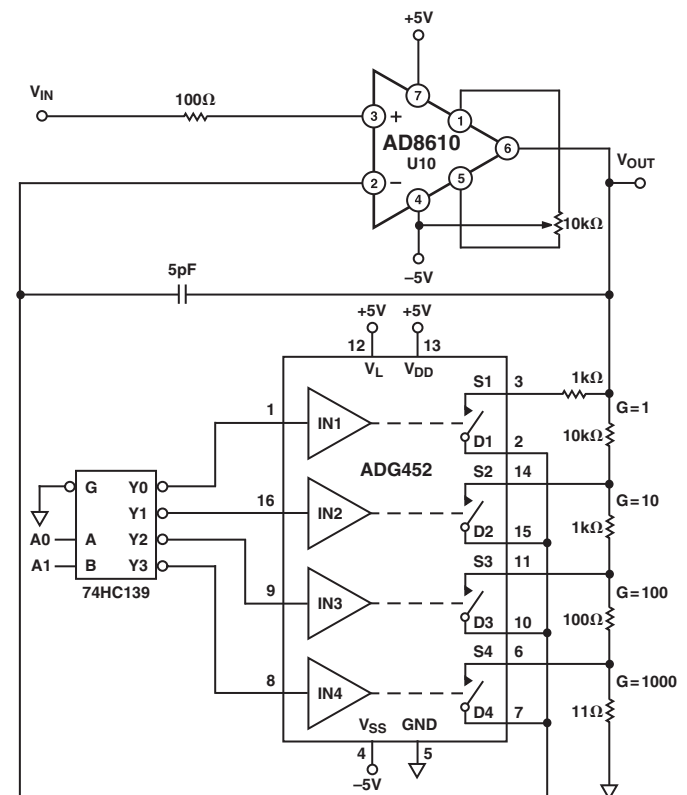 +5V
V_IN
100Ω
7
3
+
1
AD8610
U10
6
V_OUT
2
−
5
4
10kΩ
−5V
5pF
+5V
+5V
12
13
V_L
V_DD
S1
3
1kΩ
1
IN1
G=1
10kΩ
D1
2
ADG452
S2
14
G=10
G
Y0
16
IN2
1kΩ
Y1
D2
15
A0
A
Y2
S3
11
A1
B
Y3
G=100
74HC139
9
IN3
100Ω
D3
10
S4
6
8
IN4
G=1000
11Ω
D4
7
V_SS
GND
4
5
−5V